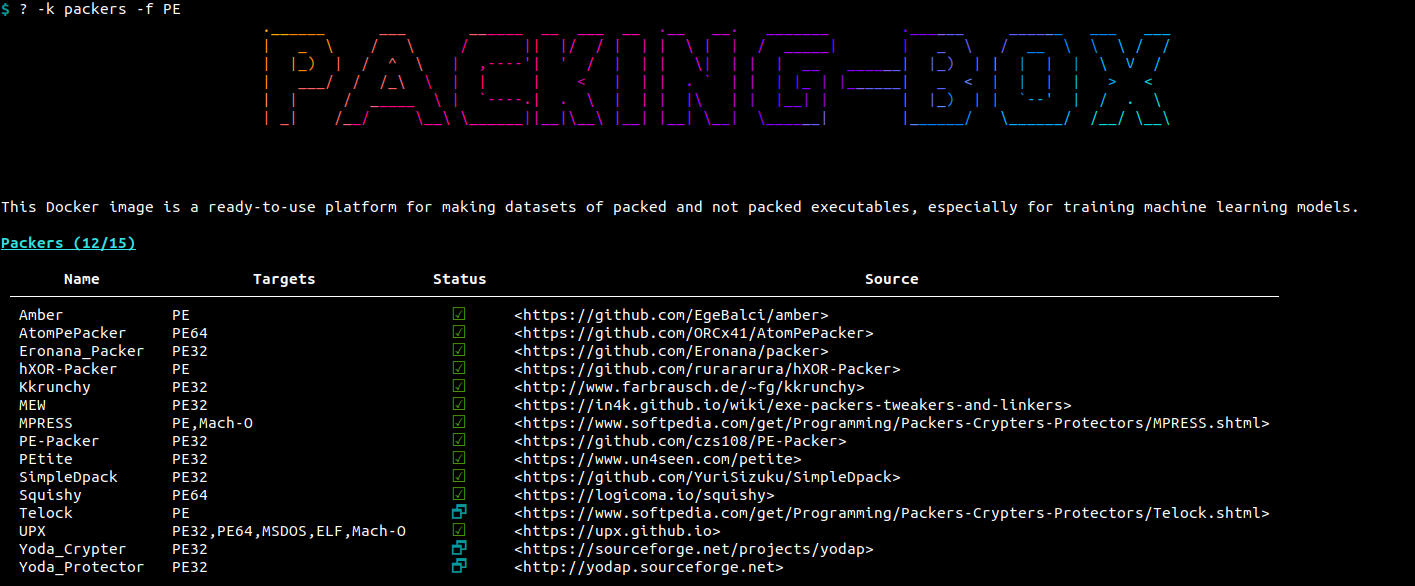 $ ? -k packers -f PE
PACKING-BOX
This Docker image is a ready-to-use platform for making datasets of packed and not packed executables, especially for training machine learning models.
Packers (12/15)
Name Targets Status Source
Amber PE ☑ <https://github.com/EgeBalci/amber>
AtomPePacker PE64 ☑ <https://github.com/ORCx41/AtomPePacker>
Eronana_Packer PE32 ☑ <https://github.com/Eronana/packer>
hXOR-Packer PE ☑ <https://github.com/rurararura/hXOR-Packer>
Kkrunchy PE32 ☑ <http://www.farbrausch.de/~fg/kkrunchy>
MEW PE32 ☑ <https://in4k.github.io/wiki/exe-packers-tweakers-and-linkers>
MPRESS PE,Mach-O ☑ <https://www.softpedia.com/get/Programming/Packers-Crypters-Protectors/MPRESS.shtml>
PE-Packer PE32 ☑ <https://github.com/czs108/PE-Packer>
PEtite PE32 ☑ <https://www.un4seen.com/petite>
SimpleDpack PE32 ☑ <https://github.com/YuriSizuku/SimpleDpack>
Squishy PE64 ☑ <https://logicoma.io/squishy>
Telock PE 🗗 <https://www.softpedia.com/get/Programming/Packers-Crypters-Protectors/Telock.shtml>
UPX PE32,PE64,MSDOS,ELF,Mach-O ☑ <https://upx.github.io>
Yoda_Crypter PE32 🗗 <https://sourceforge.net/projects/yodap>
Yoda_Protector PE32 🗗 <http://yodap.sourceforge.net>